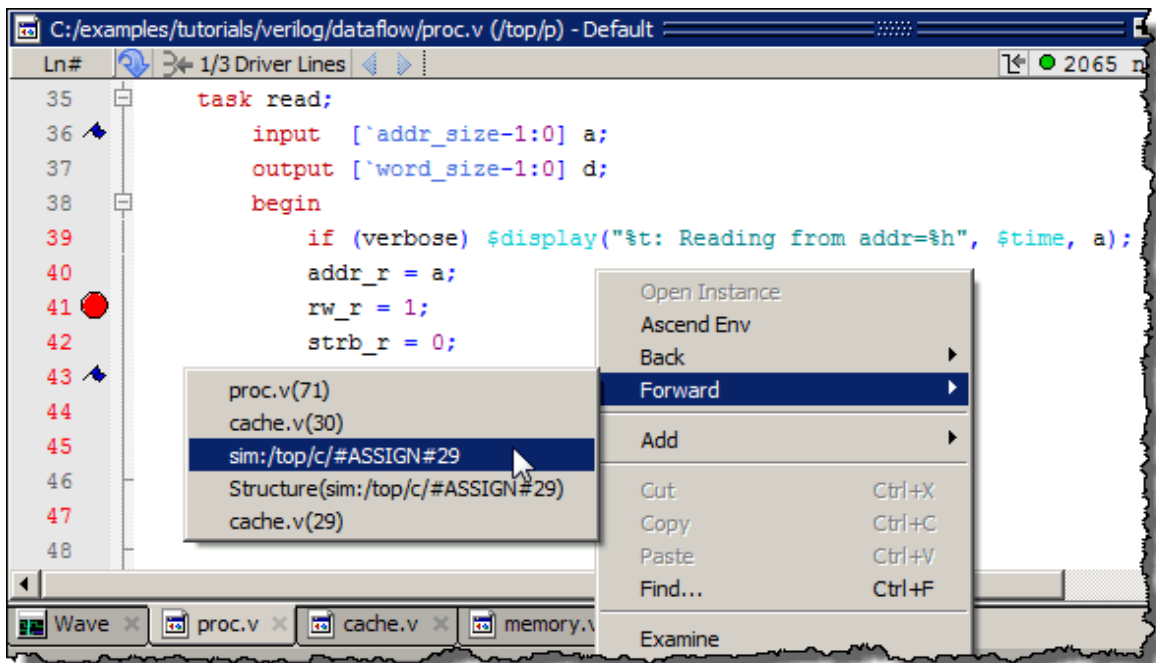 C:/examples/tutorials/verilog/dataflow/proc.v (/top/p) - Default
Ln# 1/3 Driver Lines 2065
35 task read;
36 input [`addr_size-1:0] a;
37 output [`word_size-1:0] d;
38 begin
39 if (verbose) $display("%t: Reading from addr=%h", $time, a);
40 addr_r = a;
41 rw_r = 1;
42 strb_r = 0;
43
44
45
46
47
48
Open Instance
Ascend Env
Back
Forward
Add
Cut Ctrl+X
Copy Ctrl+C
Paste Ctrl+V
Find... Ctrl+F
Examine
proc.v(71)
cache.v(30)
sim:/top/c/#ASSIGN#29
Structure(sim:/top/c/#ASSIGN#29)
cache.v(29)
Wave proc.v cache.v memory.v